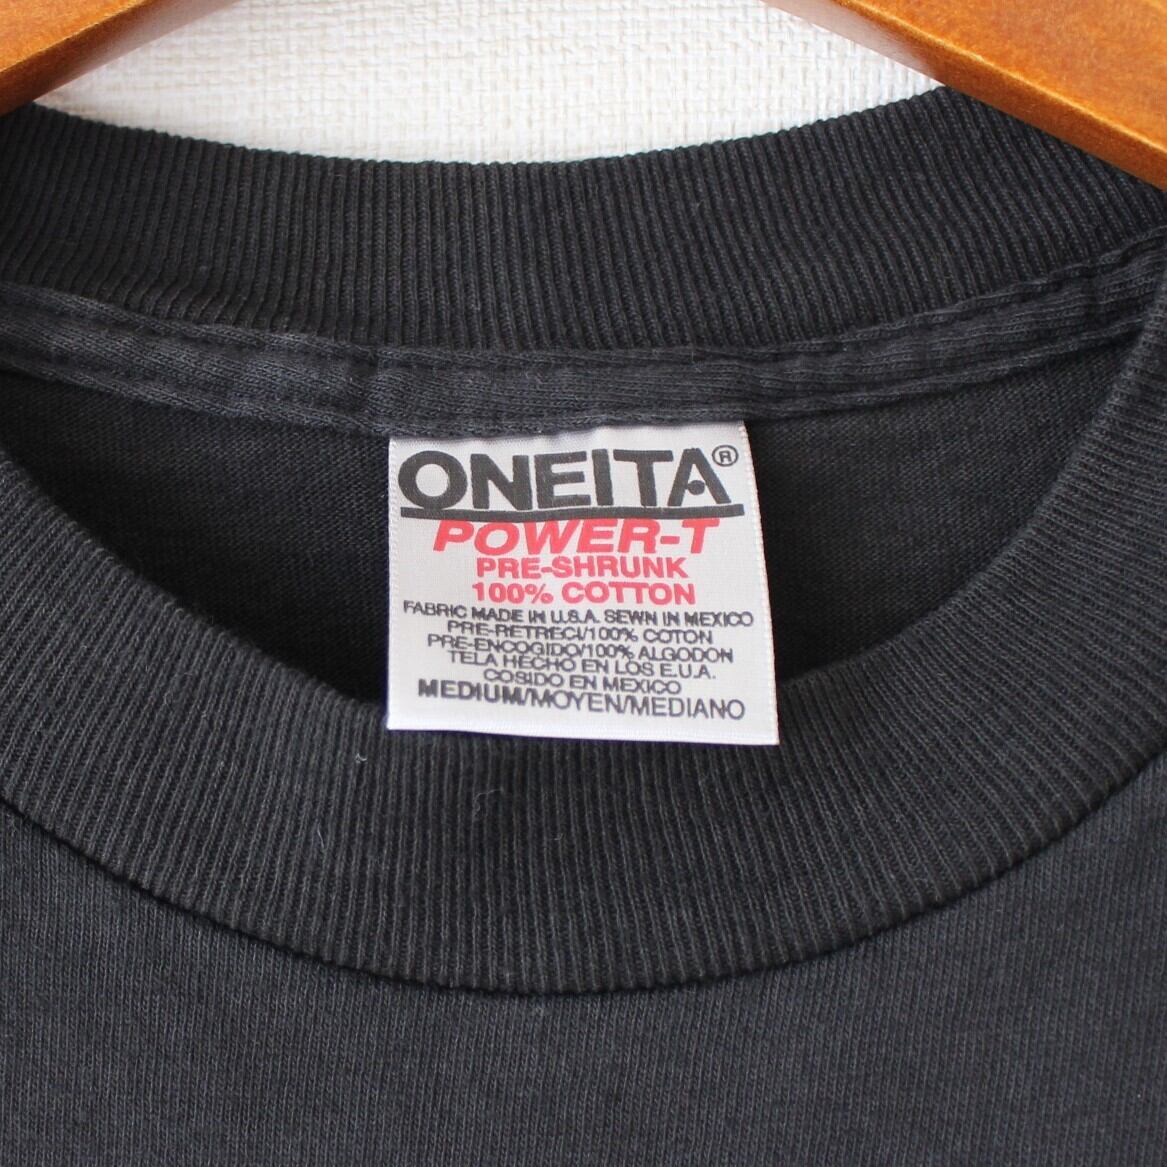 ONEITA®
POWER-T
PRE-SHRUNK
100% COTTON
FABRIC MADE IN U.S.A. SEWN IN MEXICO
PRE-RETRECI/100% COTON
PRE-ENCOGIDO/100% ALGODON
TELA HECHO EN LOS E.U.A.
COSIDO EN MEXICO
MEDIUM/MOYEN/MEDIANO